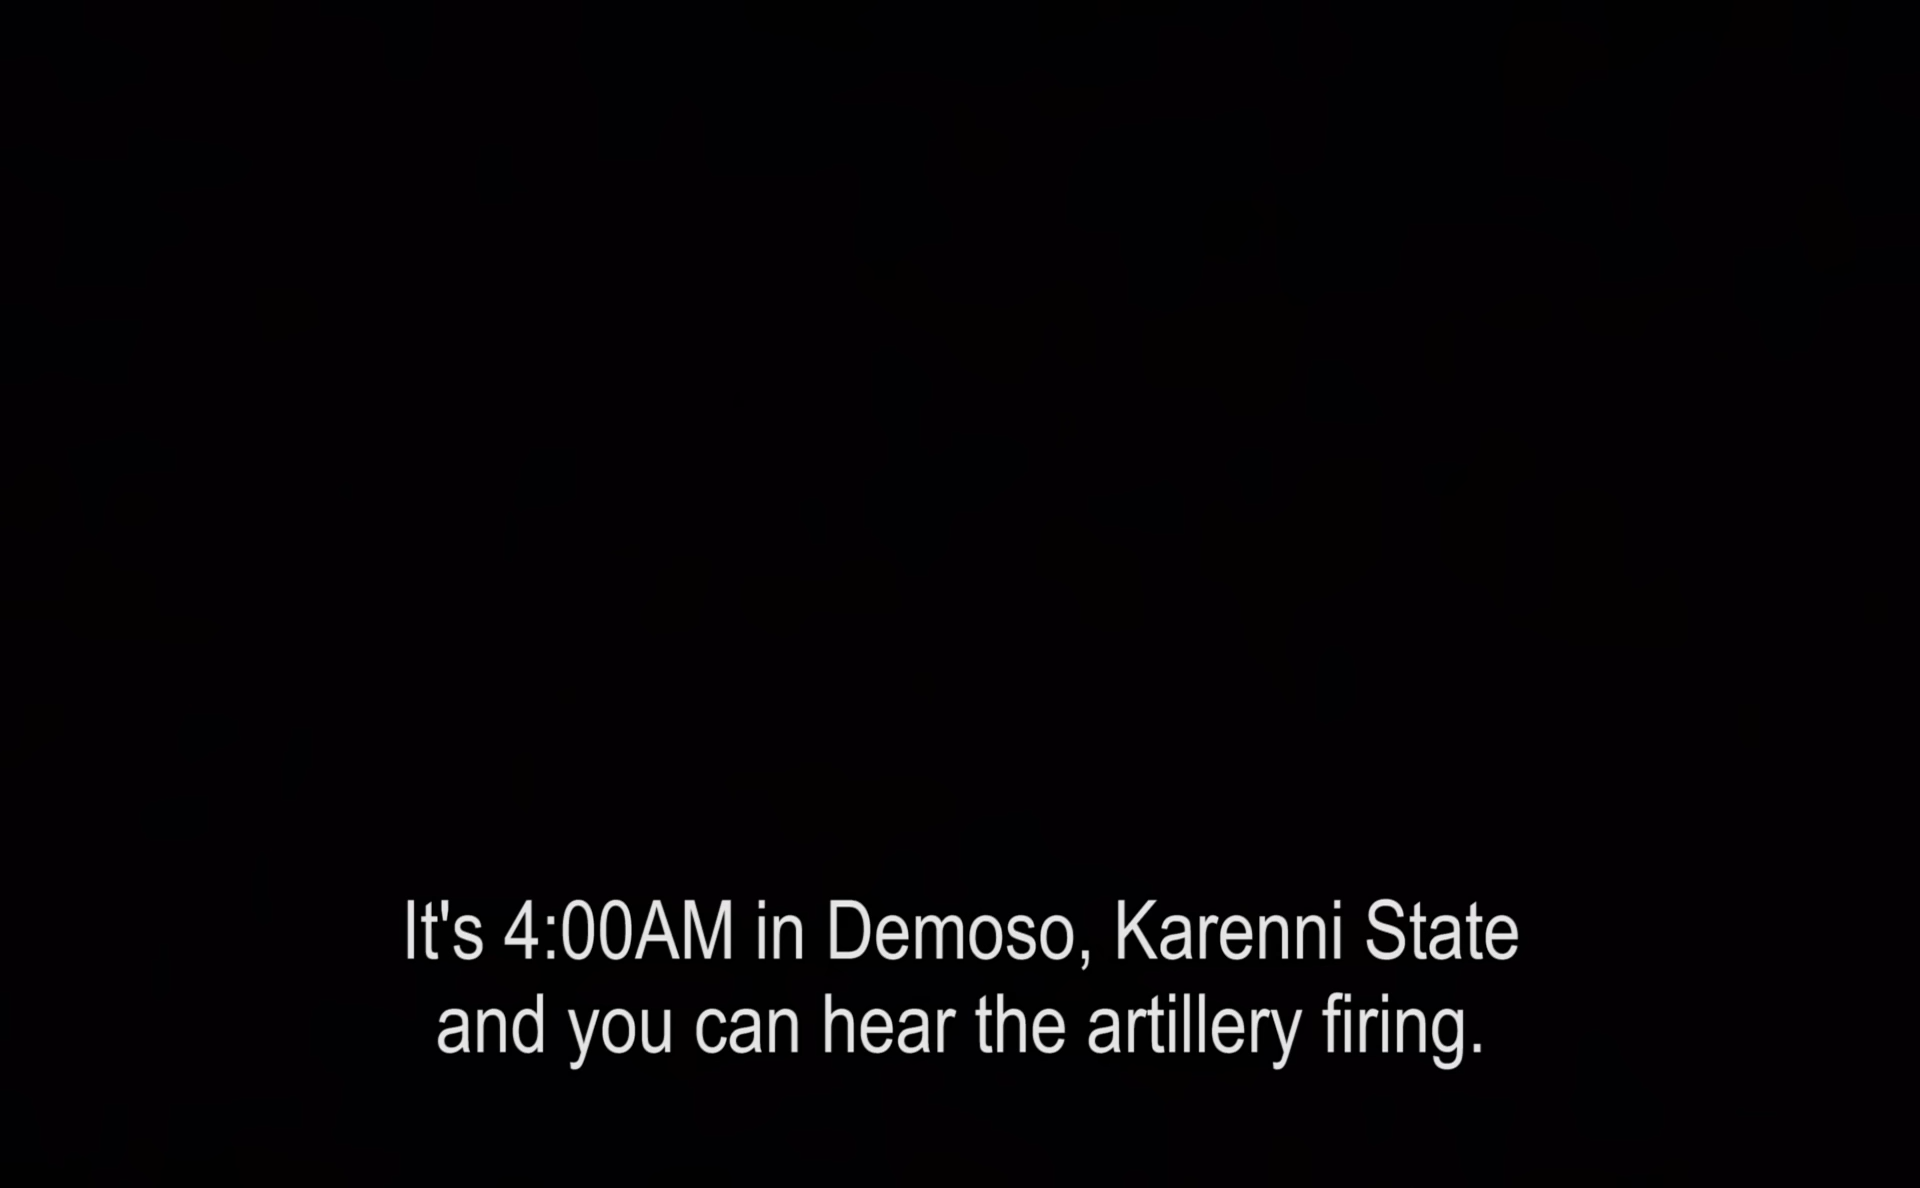 It's 4:00AM in Demoso, Karenni State
and you can hear the artillery firing.